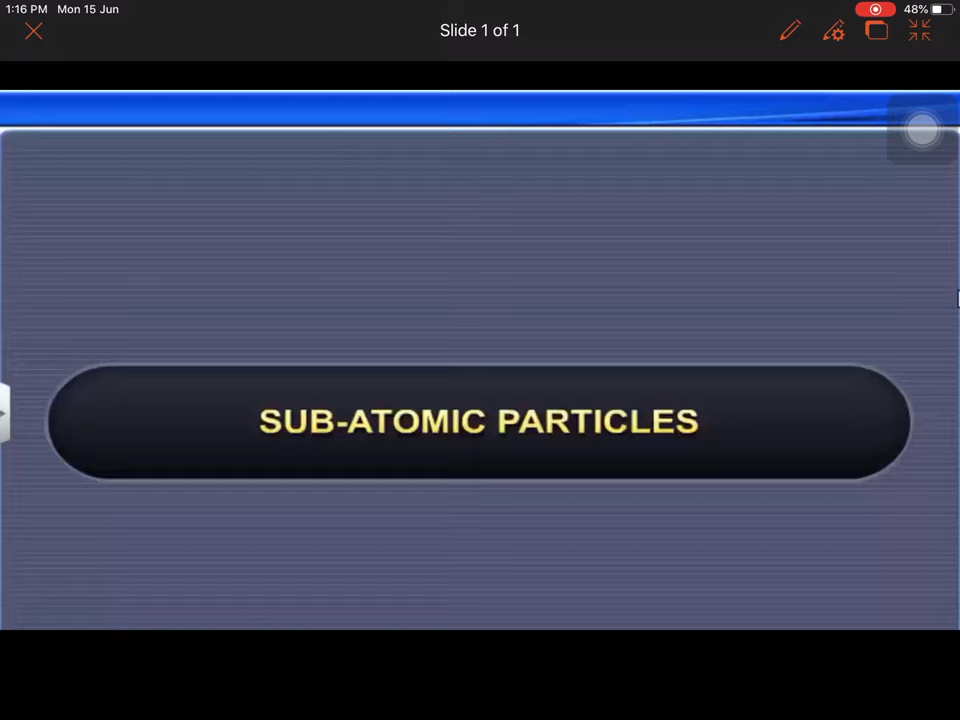 1:16 PM Mon 15 Jun
48%
Slide 1 of 1
SUB-ATOMIC PARTICLES